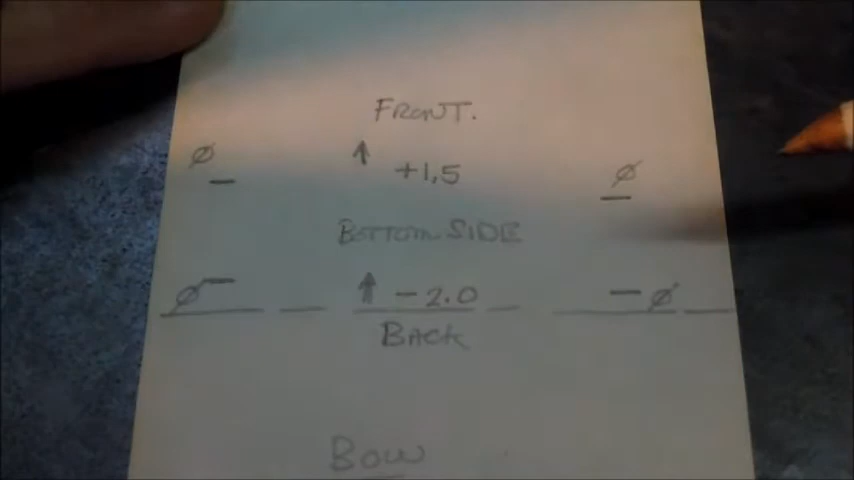 FRONT.
Ø ↑ +1,5 Ø
— —
BOTTOM SIDE
Ø — ↑ - 2.0 — Ø
BACK
BOW